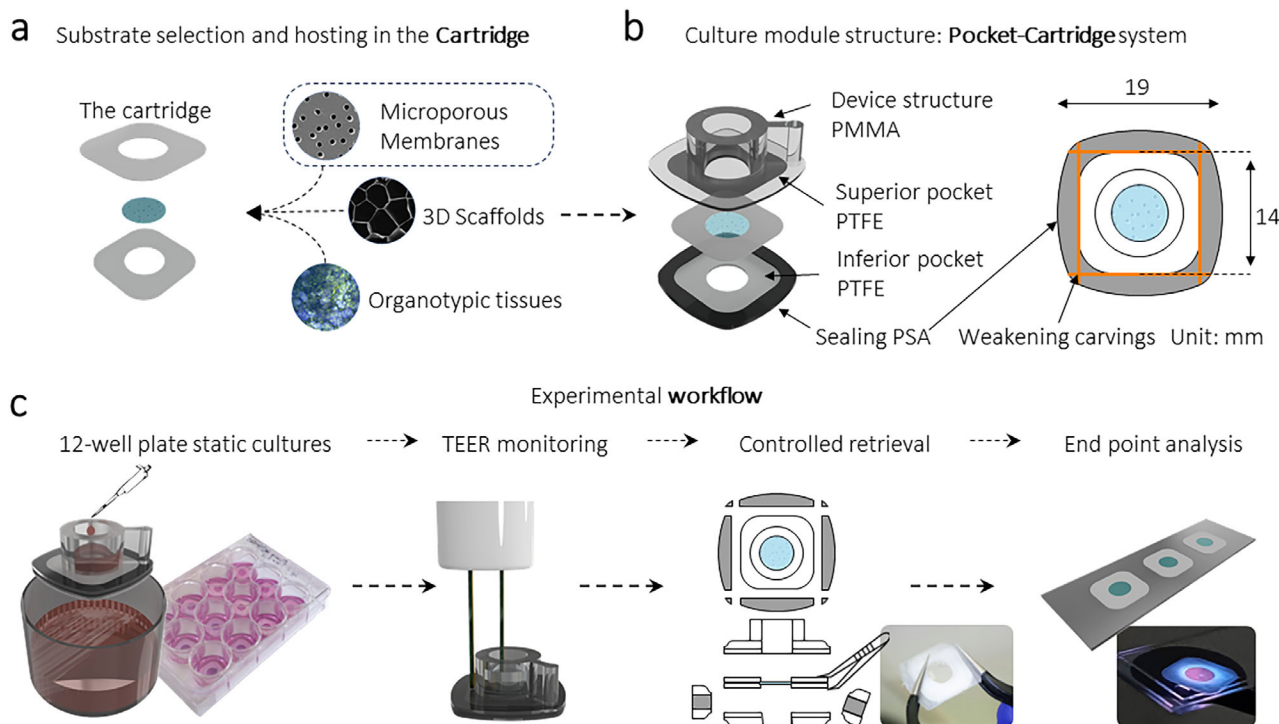 a
Substrate selection and hosting in the Cartridge
The cartridge
Microporous
Membranes
3D Scaffolds
Organotypic tissues
b
Culture module structure: Pocket-Cartridge system
Device structure
PMMA
Superior pocket
PTFE
Inferior pocket
PTFE
Sealing PSA
19
14
Weakening carvings
Unit: mm
c
Experimental workflow
12-well plate static cultures
TEER monitoring
Controlled retrieval
End point analysis